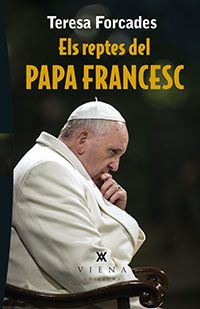 Teresa Forcades
Els reptes del
PAPA FRANCESC
VIENA
EDICIONS